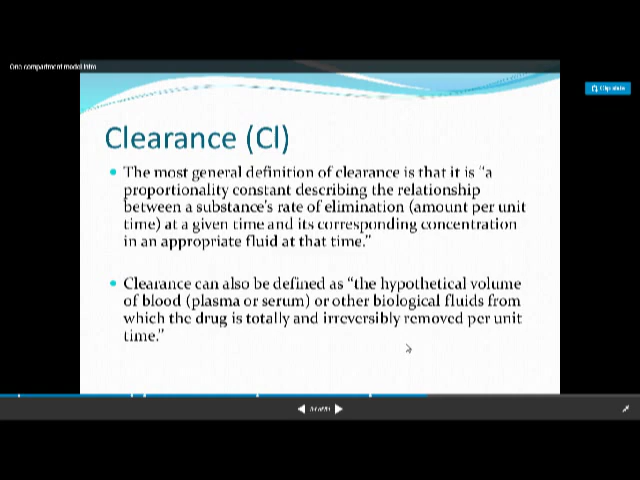 One compartment model intro
Clip slide
Clearance (Cl)
The most general definition of clearance is that it is “a
proportionality constant describing the relationship
between a substance's rate of elimination (amount per unit
time) at a given time and its corresponding concentration
in an appropriate fluid at that time.”
Clearance can also be defined as “the hypothetical volume
of blood (plasma or serum) or other biological fluids from
which the drug is totally and irreversibly removed per unit
time.”